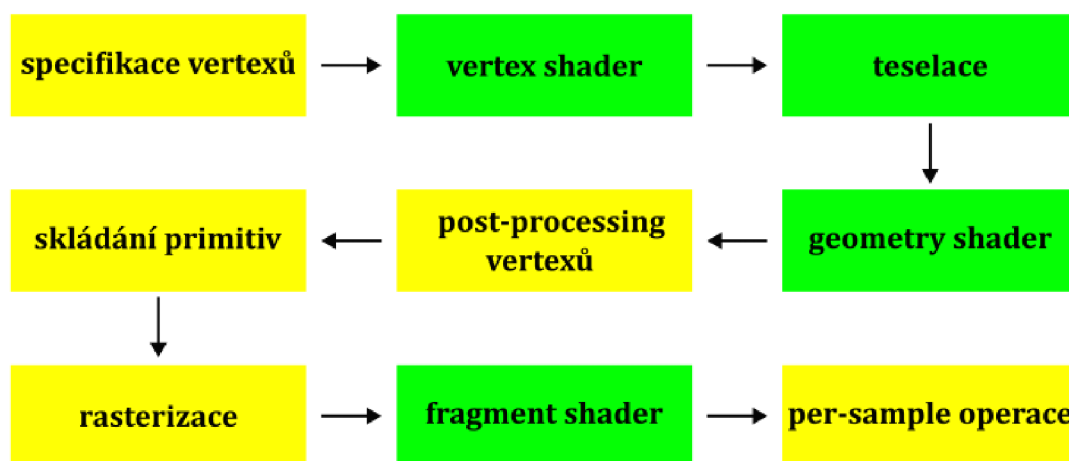 specifikace vertexů
vertex shader
teselace
geometry shader
post-processing
vertexů
skládání primitiv
rasterizace
fragment shader
per-sample operace